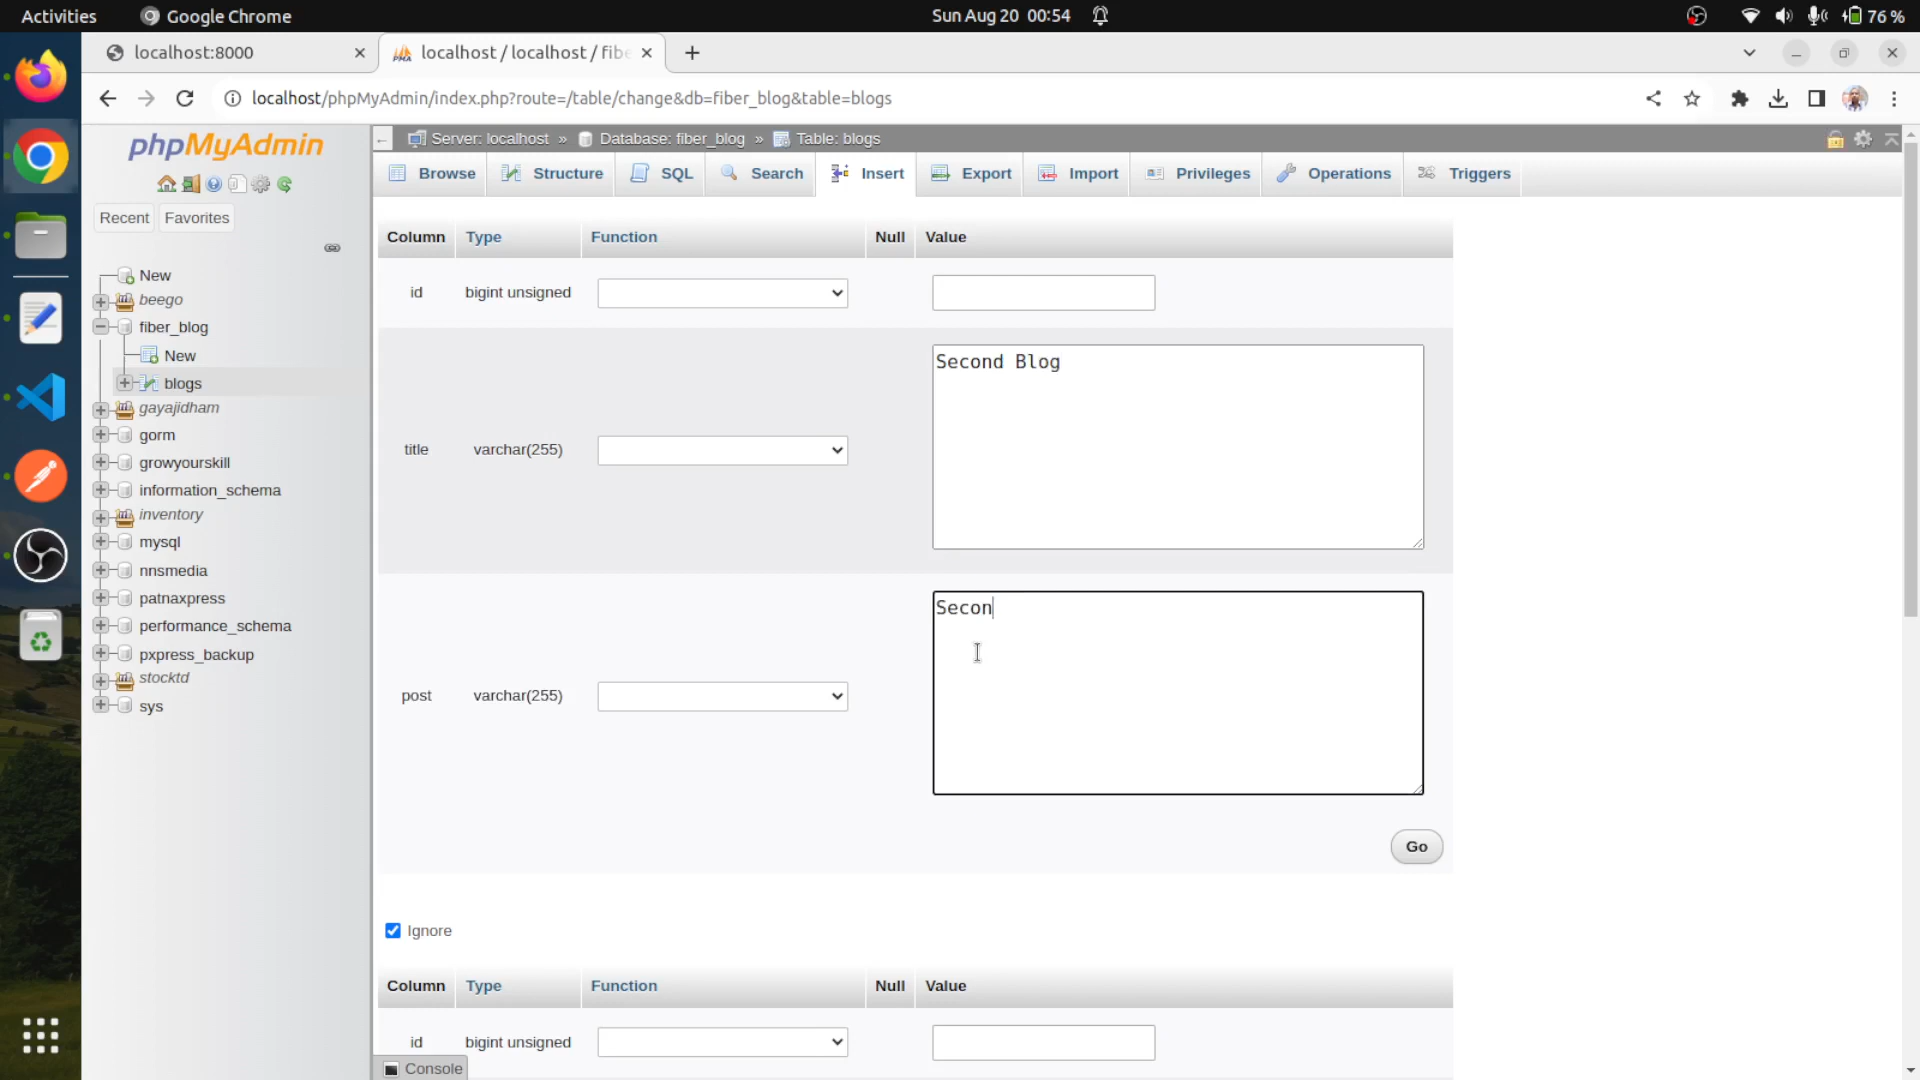 Activities
Google Chrome
Sun Aug 20 00:54
76 %
localhost:8000
localhost / localhost / fibe
localhost/phpMyAdmin/index.php?route=/table/change&db=fiber_blog&table=blogs
phpMyAdmin
Recent
Favorites
New
beego
fiber_blog
New
blogs
gayajidham
gorm
growyourskill
information_schema
inventory
mysql
nnsmedia
patnaxpress
performance_schema
pxpress_backup
stocktd
sys
Server: localhost » Database: fiber_blog » Table: blogs
Browse Structure SQL Search Insert Export Import Privileges Operations Triggers
Column Type Function Null Value
id bigint unsigned
title varchar(255) Second Blog
post varchar(255) Secon
Go
Ignore
Column Type Function Null Value
id bigint unsigned
Console